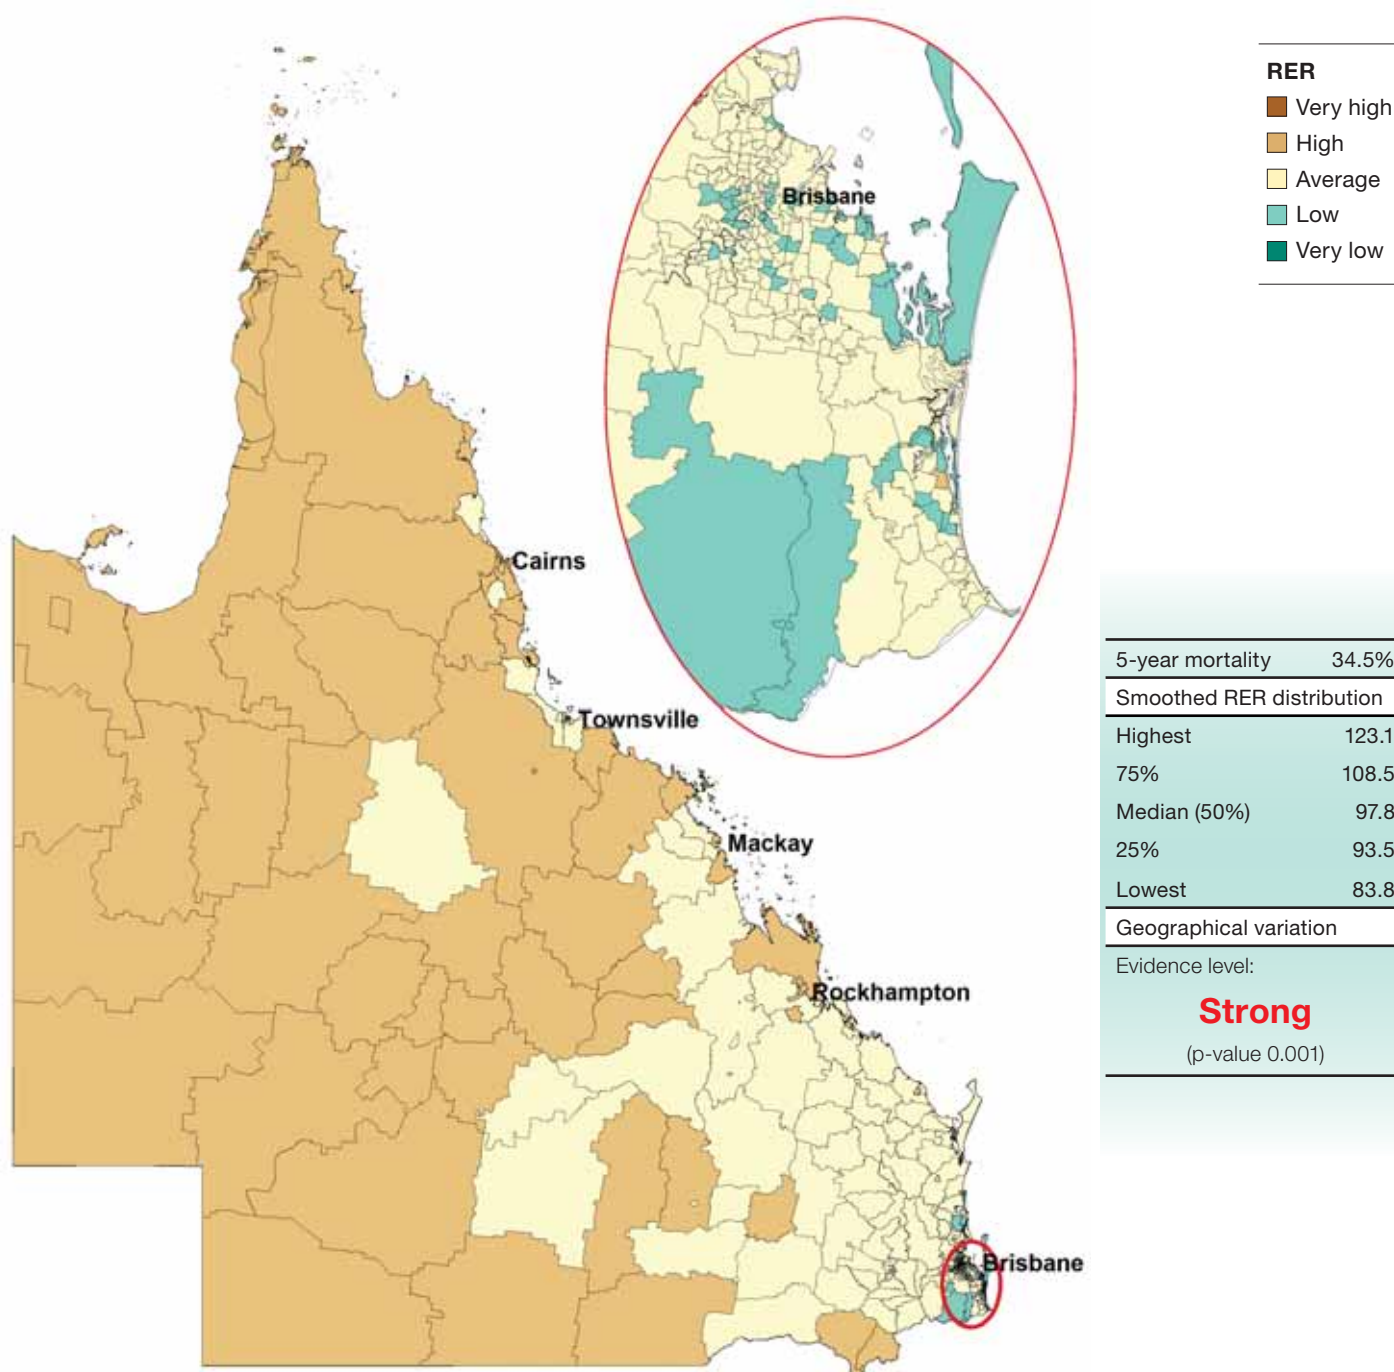 RER
Very high
High
Average
Low
Very low
Brisbane
Cairns
Townsville
Mackay
Rockhampton
Brisbane
5-year mortality 34.5%
Smoothed RER distribution
Highest 123.1
75% 108.5
Median (50%) 97.8
25% 93.5
Lowest 83.8
Geographical variation
Evidence level:
Strong
(p-value 0.001)